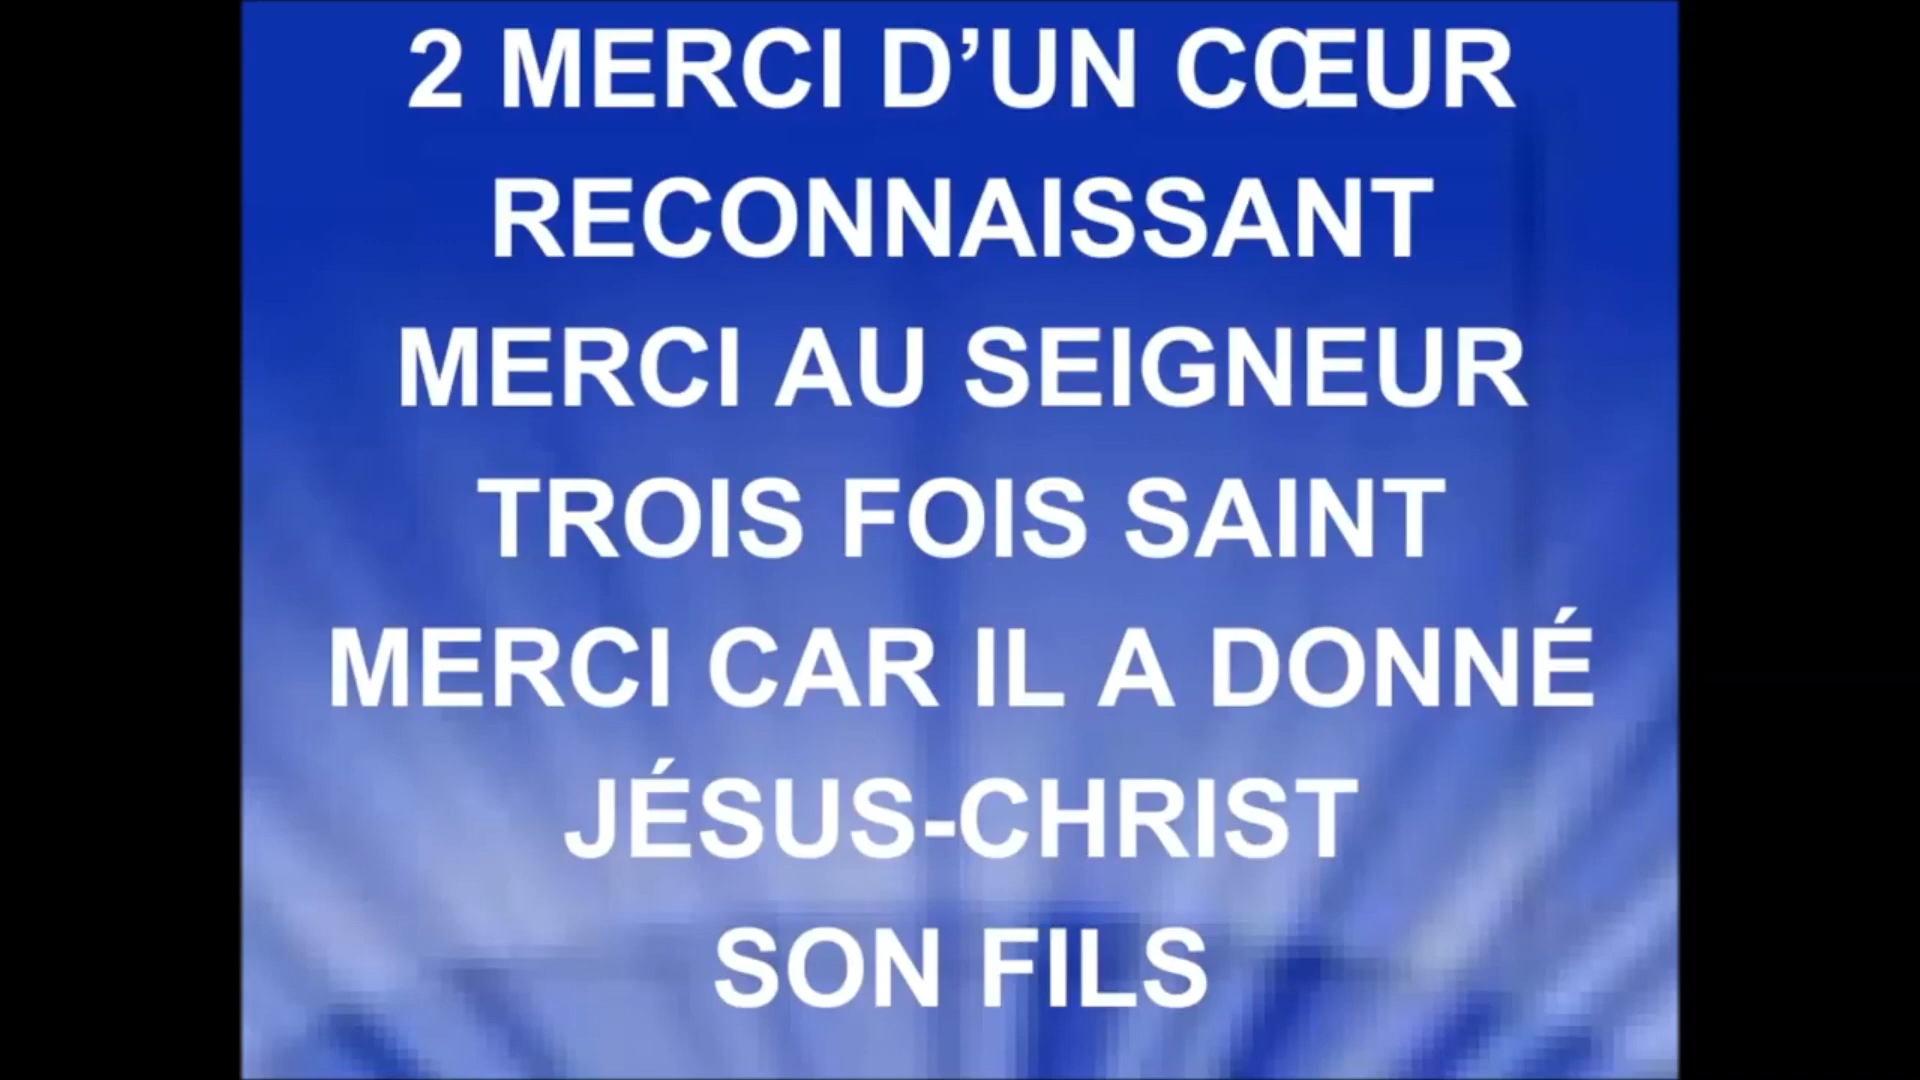 2 MERCI D’UN CŒUR
RECONNAISSANT
MERCI AU SEIGNEUR
TROIS FOIS SAINT
MERCI CAR IL A DONNÉ
JÉSUS-CHRIST
SON FILS